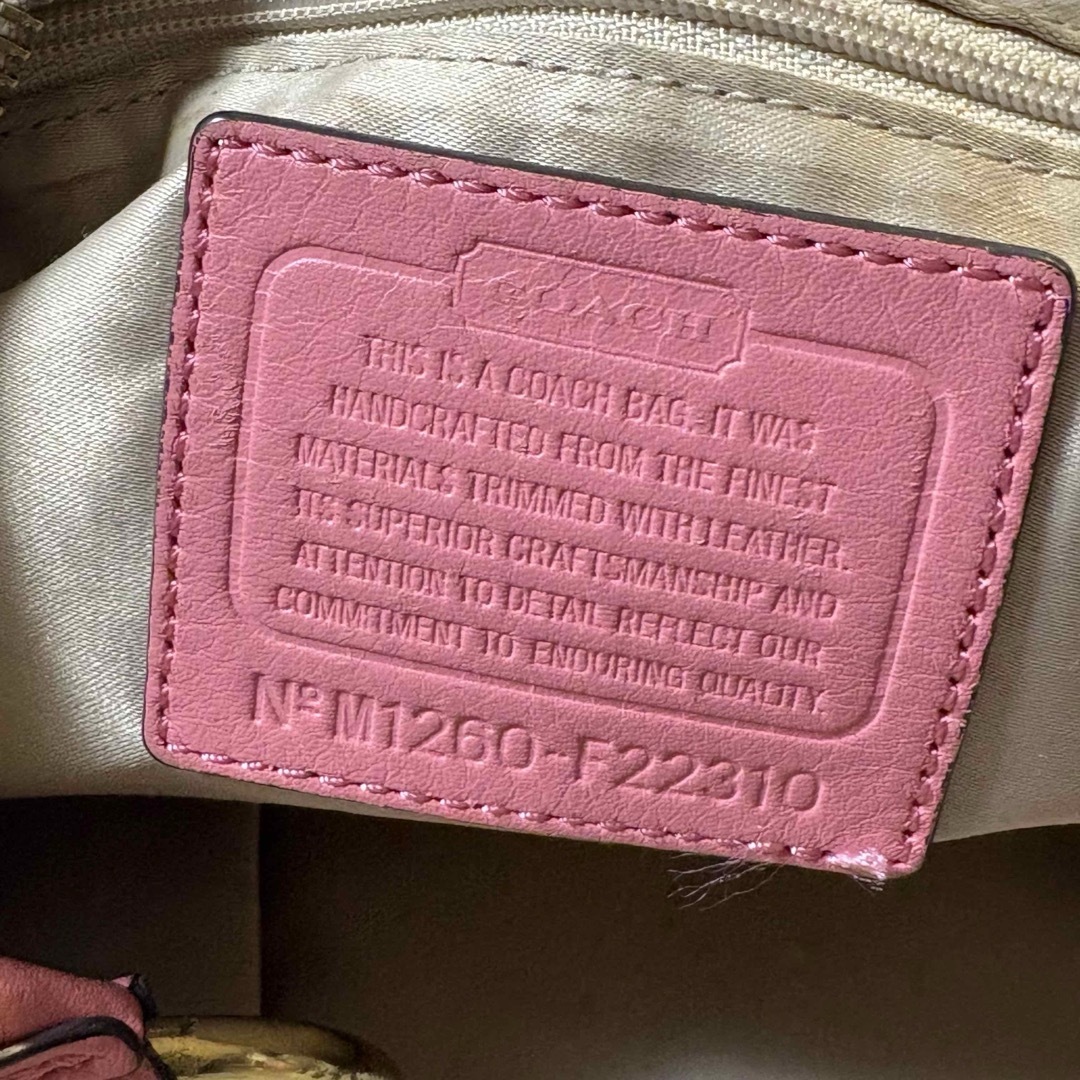 COACH
THIS IS A COACH BAG. IT WAS
HANDCRAFTED FROM THE FINEST
MATERIALS TRIMMED WITH LEATHER.
ITS SUPERIOR CRAFTSMANSHIP AND
ATTENTION TO DETAIL REFLECT OUR
COMMITMENT TO ENDURING QUALITY.
Nº M1260-F22310